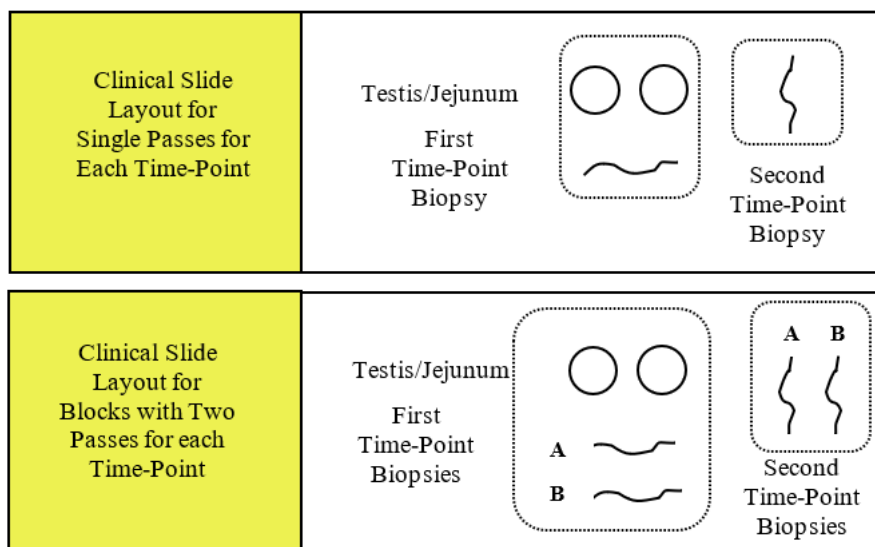 Clinical Slide
Layout for
Single Passes for
Each Time-Point
Testis/Jejunum
First
Time-Point
Biopsy
Second
Time-Point
Biopsy
Clinical Slide
Layout for
Blocks with Two
Passes for each
Time-Point
Testis/Jejunum
First
Time-Point
Biopsies
A
B
A B
Second
Time-Point
Biopsies